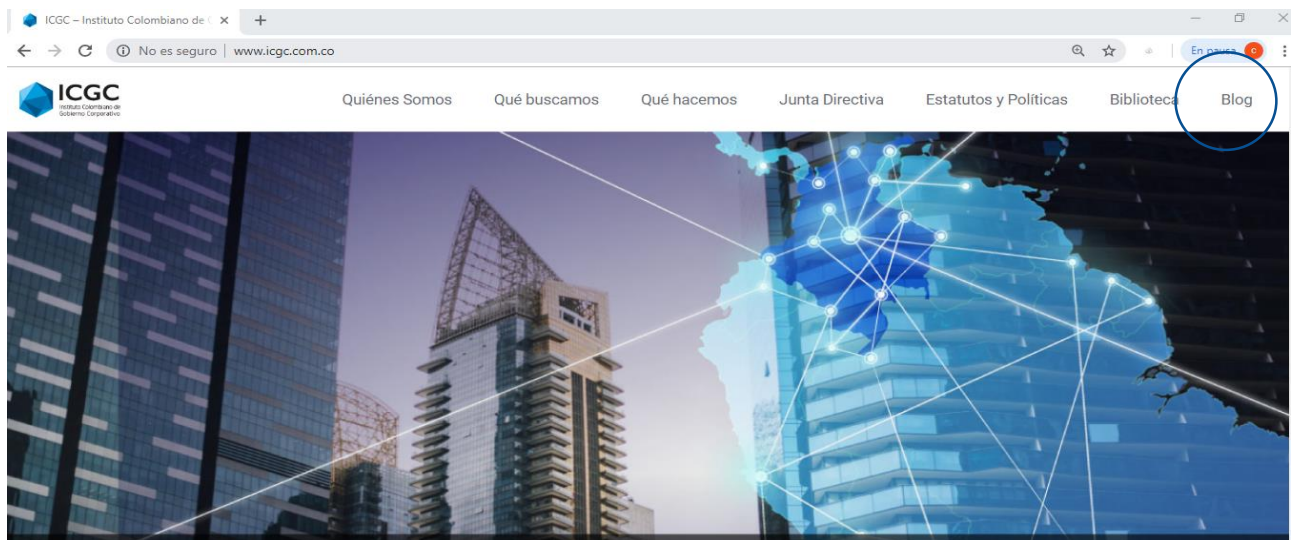 ICGC – Instituto Colombiano de
No es seguro | www.icgc.com.co
En pausa
C
ICGC
Instituto Colombiano de
Gobierno Corporativo
Quiénes Somos
Qué buscamos
Qué hacemos
Junta Directiva
Estatutos y Políticas
Biblioteca
Blog